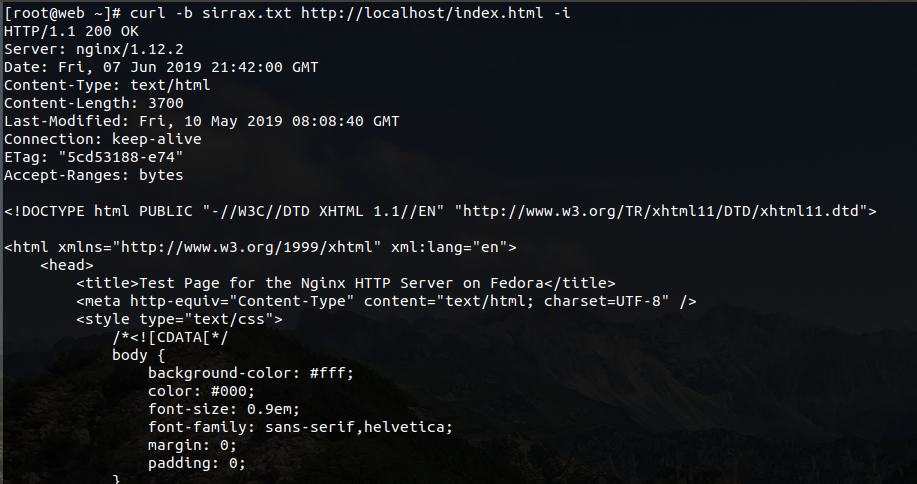 [root@web ~]# curl -b sirrax.txt http://localhost/index.html -i
HTTP/1.1 200 OK
Server: nginx/1.12.2
Date: Fri, 07 Jun 2019 21:42:00 GMT
Content-Type: text/html
Content-Length: 3700
Last-Modified: Fri, 10 May 2019 08:08:40 GMT
Connection: keep-alive
ETag: "5cd53188-e74"
Accept-Ranges: bytes
<!DOCTYPE html PUBLIC "-//W3C//DTD XHTML 1.1//EN" "http://www.w3.org/TR/xhtml11/DTD/xhtml11.dtd">
<html xmlns="http://www.w3.org/1999/xhtml" xml:lang="en">
    <head>
        <title>Test Page for the Nginx HTTP Server on Fedora</title>
        <meta http-equiv="Content-Type" content="text/html; charset=UTF-8" />
        <style type="text/css">
            /*<![CDATA[*/
            body {
                background-color: #fff;
                color: #000;
                font-size: 0.9em;
                font-family: sans-serif,helvetica;
                margin: 0;
                padding: 0;
            }